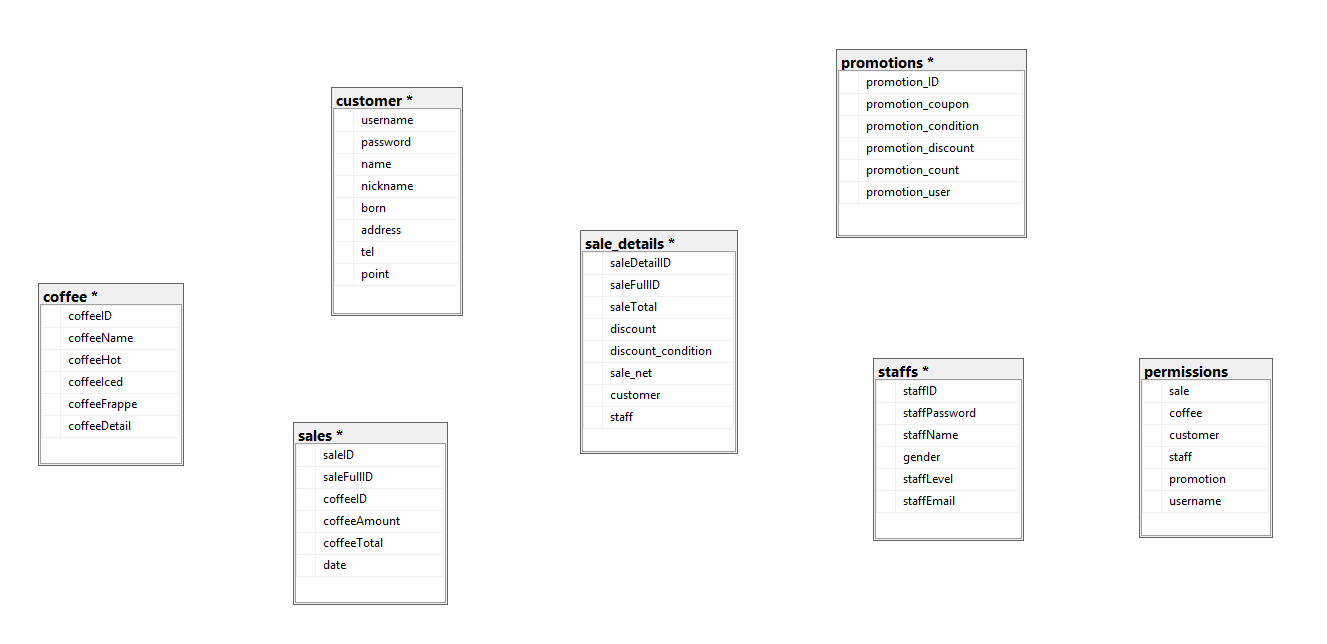 promotions *
promotion_ID
promotion_coupon
promotion_condition
promotion_discount
promotion_count
promotion_user
customer *
username
password
name
nickname
born
address
tel
point
sale_details *
saleDetailID
saleFullID
saleTotal
discount
discount_condition
sale_net
customer
staff
coffee *
coffeeID
coffeeName
coffeeHot
coffeeIced
coffeeFrappe
coffeeDetail
sales *
saleID
saleFullID
coffeeID
coffeeAmount
coffeeTotal
date
staffs *
staffID
staffPassword
staffName
gender
staffLevel
staffEmail
permissions
sale
coffee
customer
staff
promotion
username